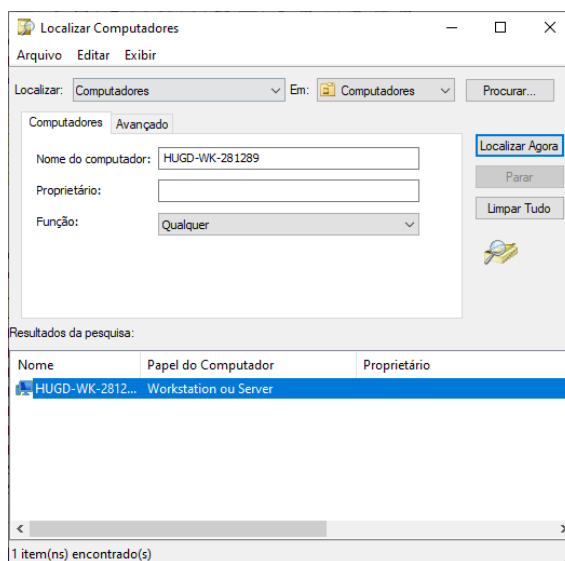 Localizar Computadores
Arquivo Editar Exibir
Localizar: Computadores Em: Computadores Procurar...
Computadores Avançado
Nome do computador: HUGD-WK-281289
Proprietário:
Função: Qualquer
Localizar Agora
Parar
Limpar Tudo
Resultados da pesquisa:
Nome Papel do Computador Proprietário
HUGD-WK-2812... Workstation ou Server
1 item(ns) encontrado(s)